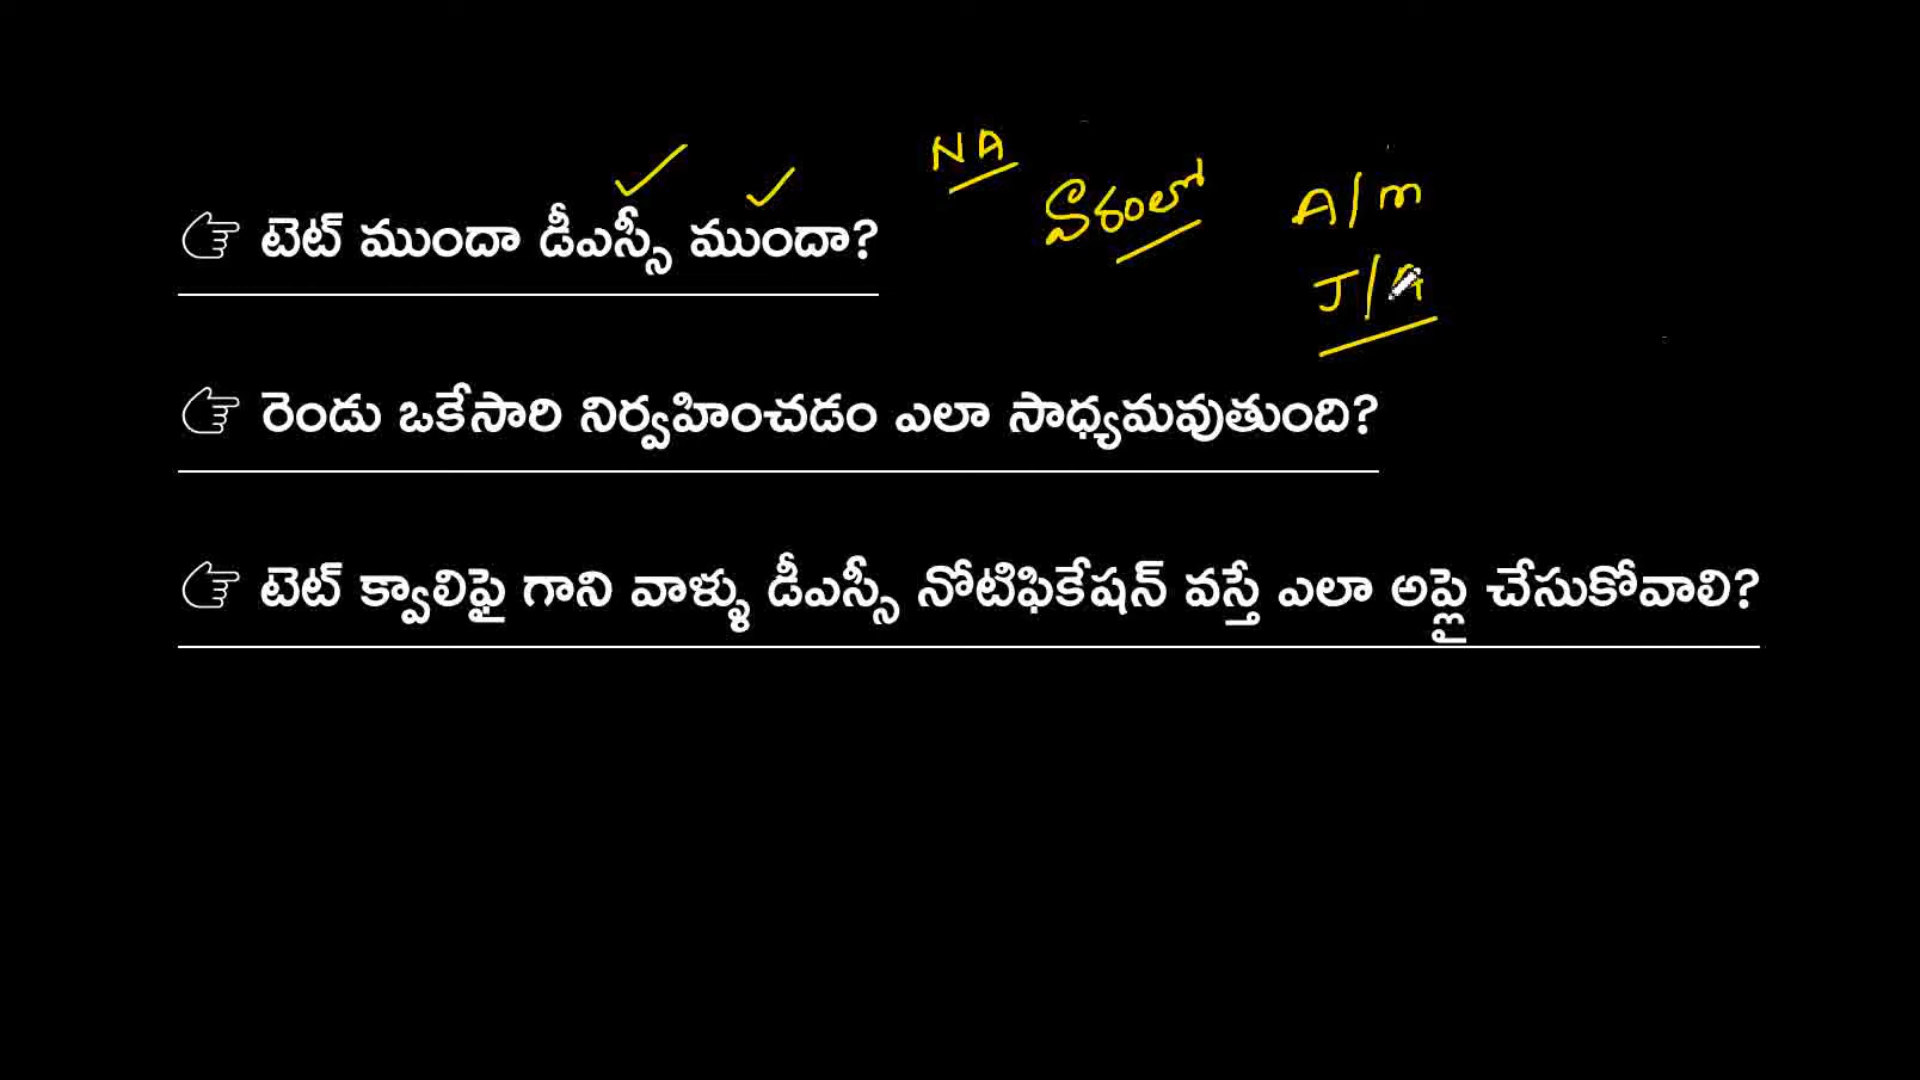 ☞ టెట్ ముందా డీఎస్సీ ముందా?
NA
వారంలో
A/m
J/A
☞ రెండు ఒకేసారి నిర్వహించడం ఎలా సాధ్యమవుతుంది?
☞ టెట్ క్వాలిఫై గాని వాళ్ళు డీఎస్సీ నోటిఫికేషన్ వస్తే ఎలా అప్లై చేసుకోవాలి?